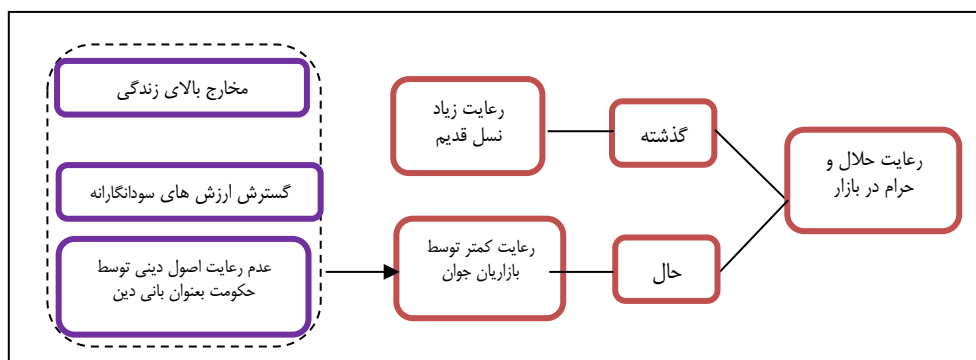 رعایت حلال و
حرام در بازار
گذشته
رعایت زیاد
نسل قدیم
حال
رعایت کمتر توسط
بازاریان جوان
مخارج بالای زندگی
گسترش ارزش های سودانگارانه
عدم رعایت اصول دینی توسط
حکومت بعنوان بانی دین